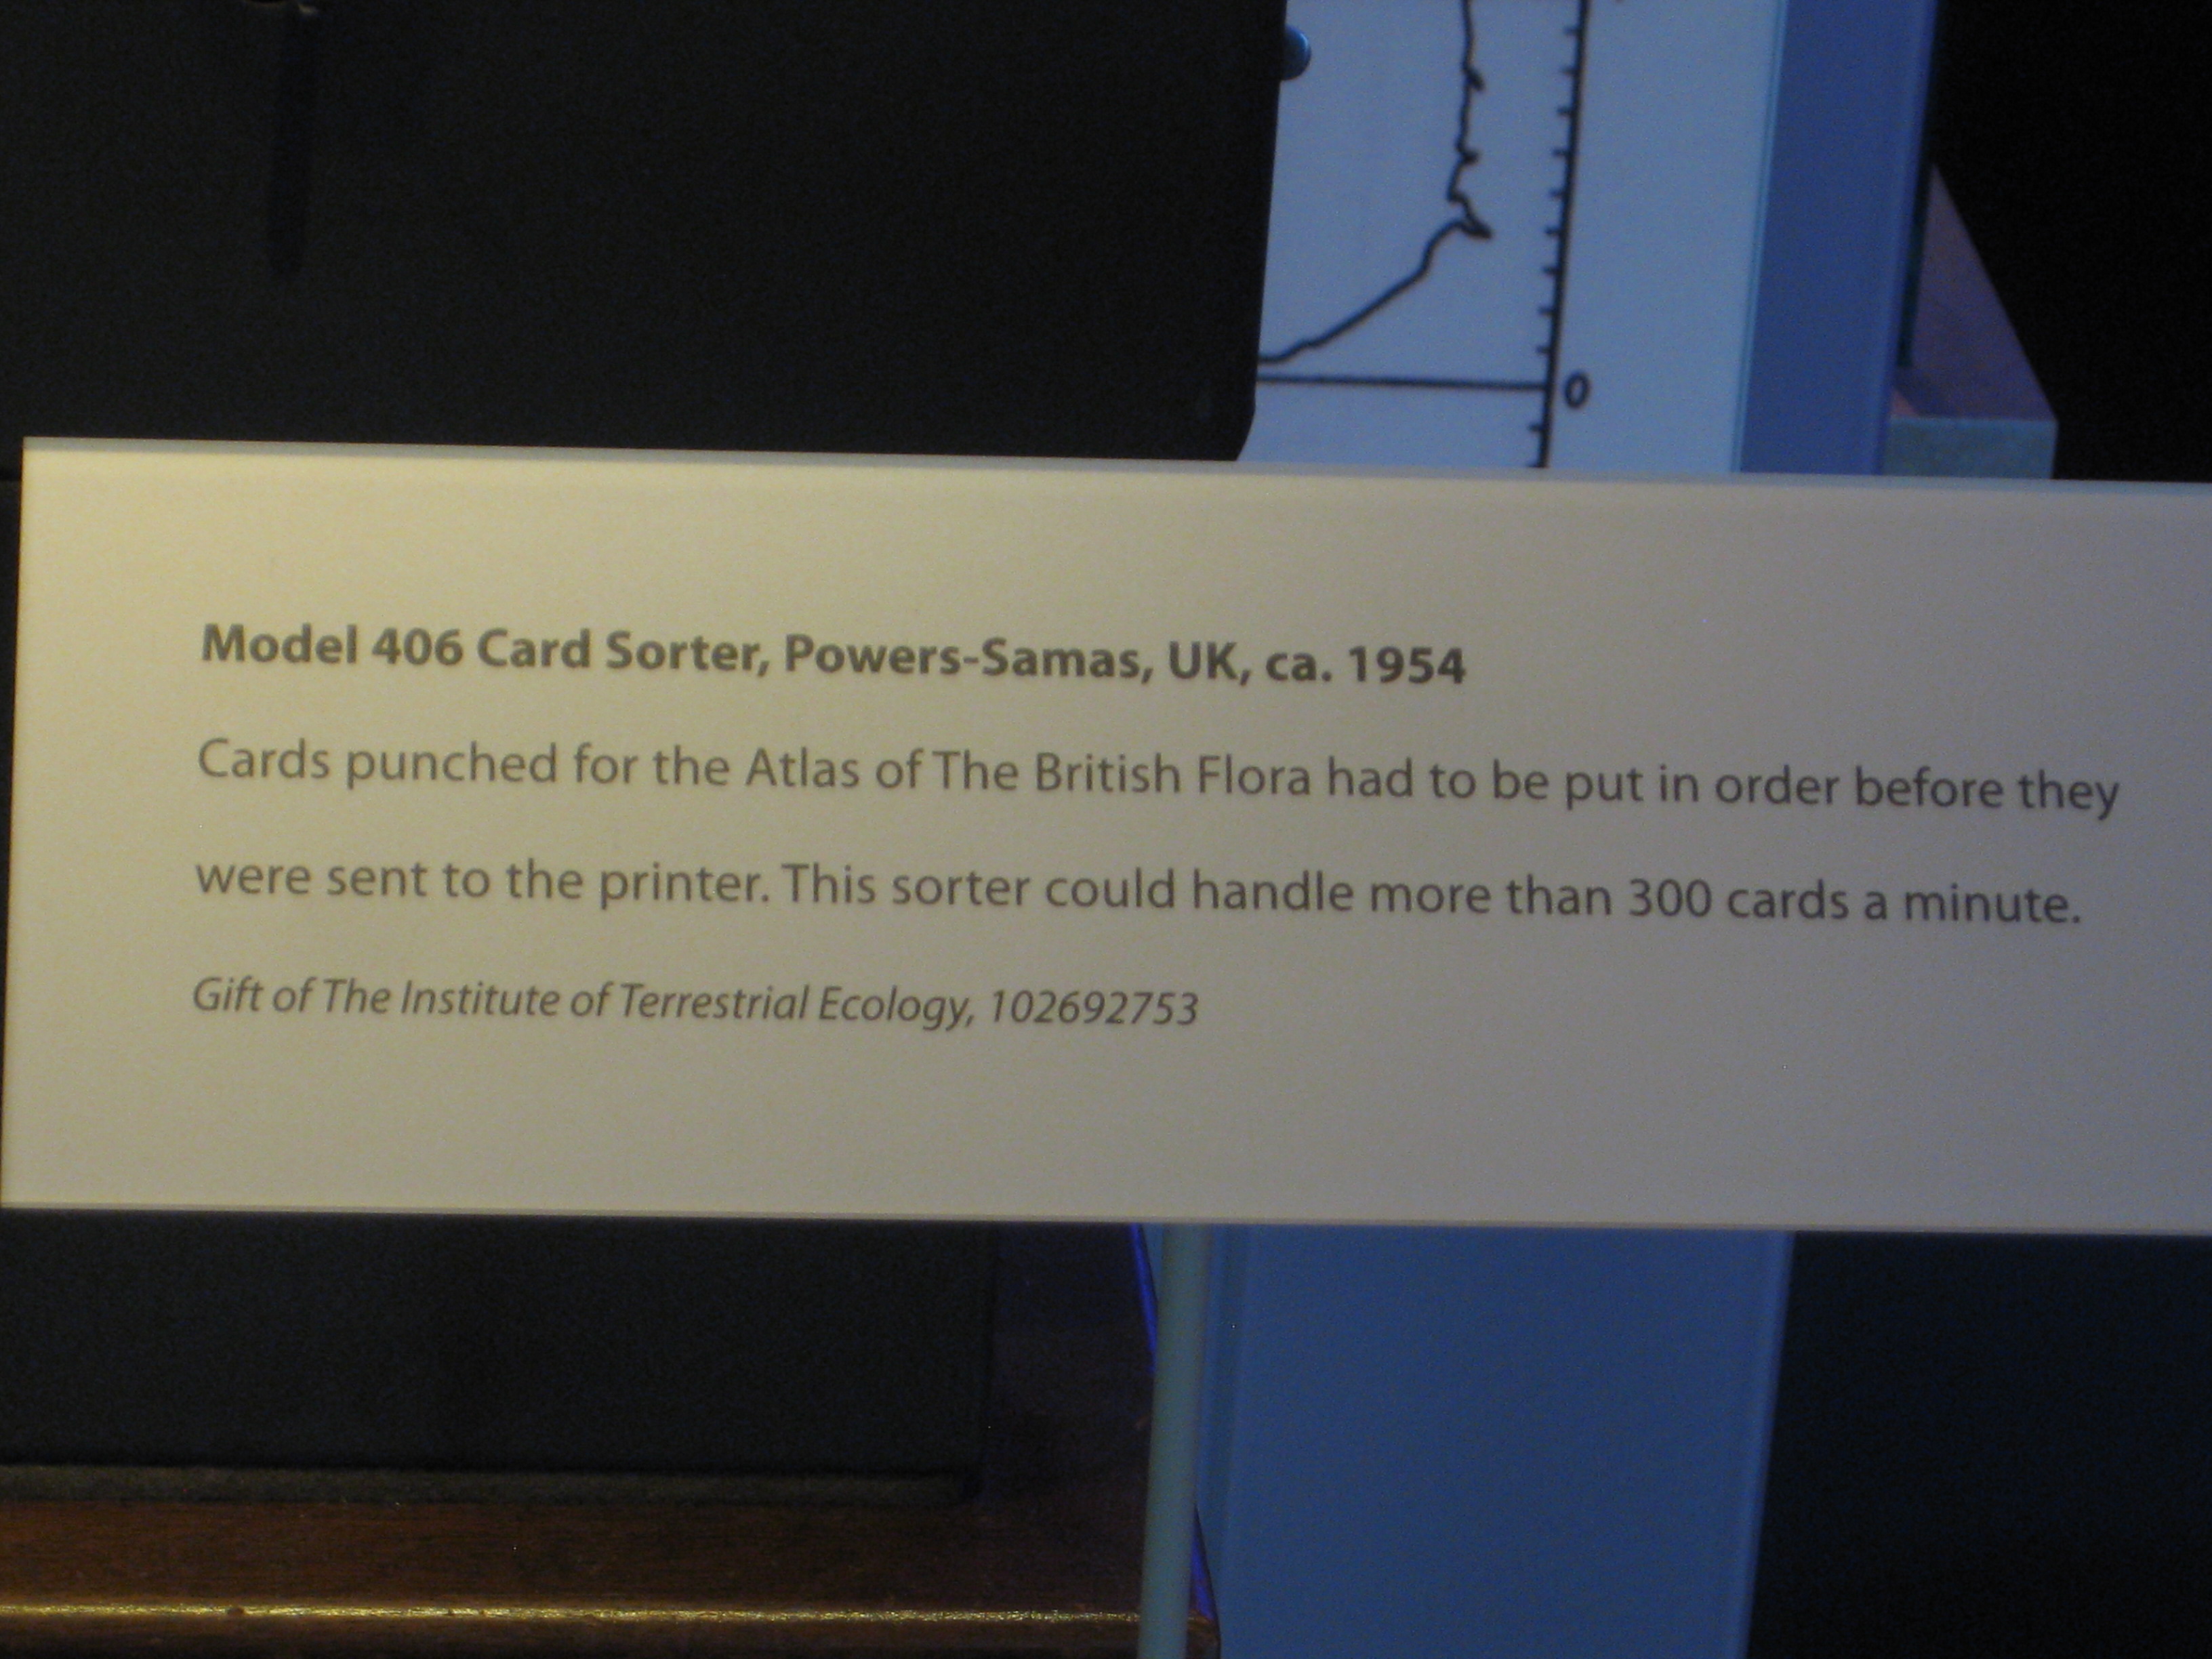 0
Model 406 Card Sorter, Powers-Samas, UK, ca. 1954
Cards punched for the Atlas of The British Flora had to be put in order before they
were sent to the printer. This sorter could handle more than 300 cards a minute.
Gift of The Institute of Terrestrial Ecology, 102692753